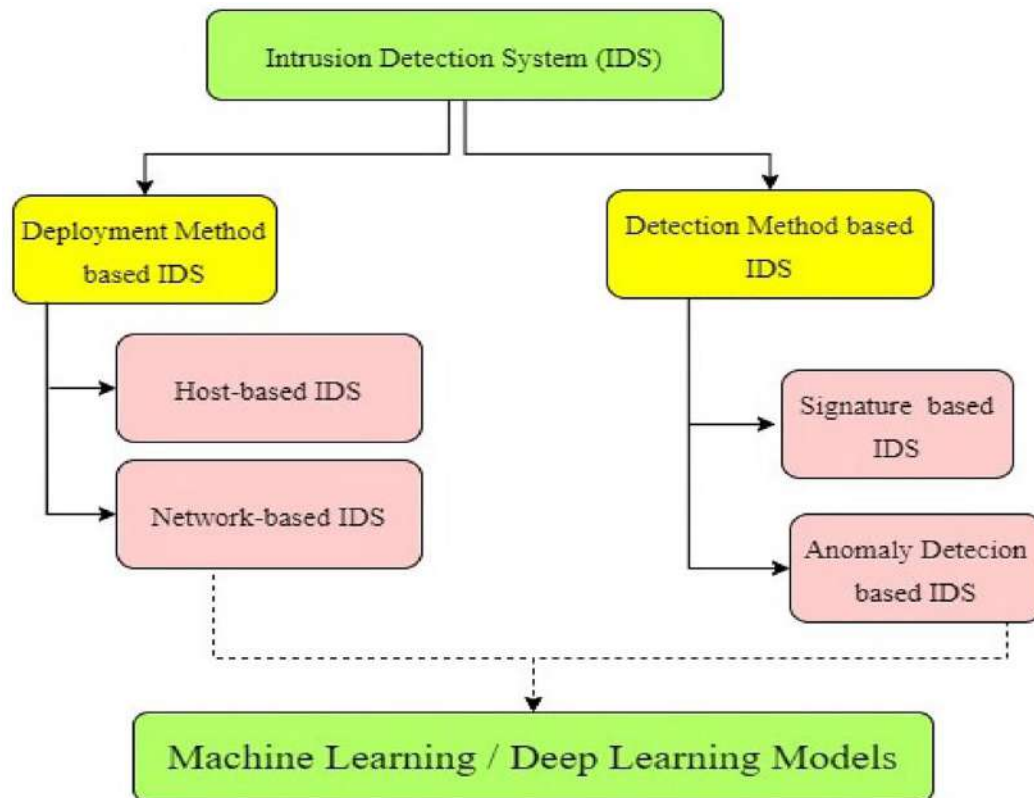 Intrusion Detection System (IDS)
Deployment Method
based IDS
Detection Method based
IDS
Host-based IDS
Network-based IDS
Signature based
IDS
Anomaly Detecion
based IDS
Machine Learning / Deep Learning Models